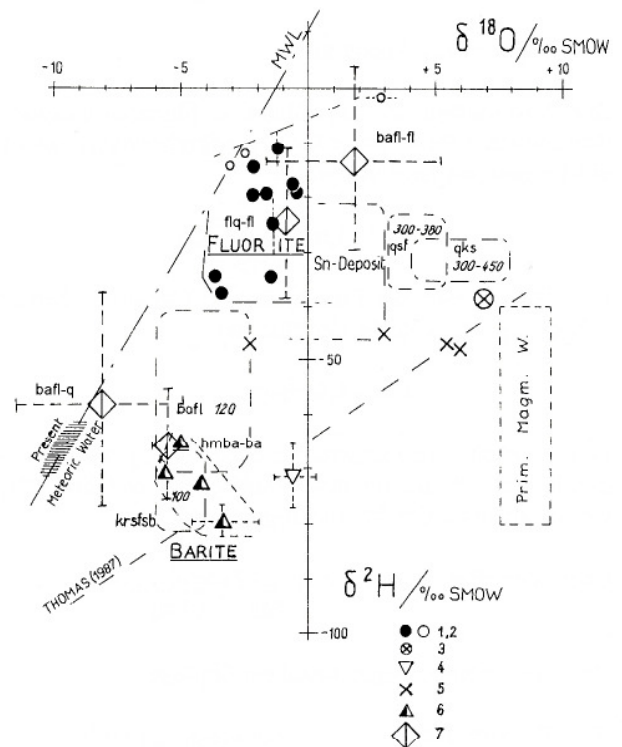 δ 18O/‰ SMOW
MWL
-10
-5
+5
+10
bafl-fl
flq-fl
FLUORITE
300-380
qsf
qks
300-450
Sn-Deposit
-50
bafl-q
Present
Meteoric Water
bafl 120
hmba-ba
>100
krsfsb
BARITE
THOMAS (1987)
Prim. Magm. W.
δ 2H/‰ SMOW
-100
1,2
3
4
5
6
7